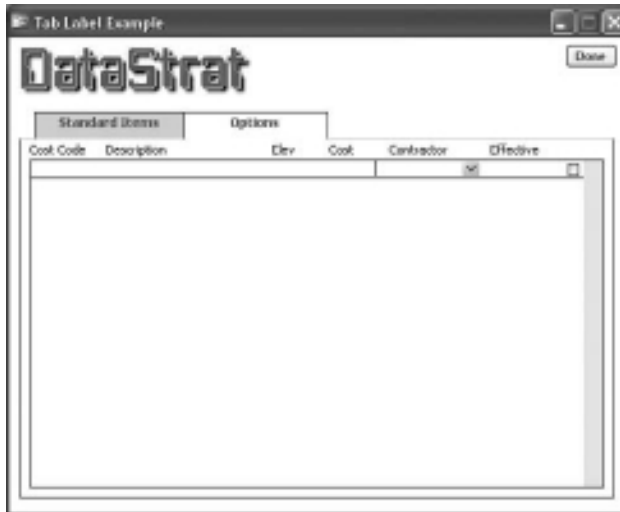 Tab Label Example
DataStrat
Done
Standard Items Options
Cost Code Description Elev Cost Contractor Effective